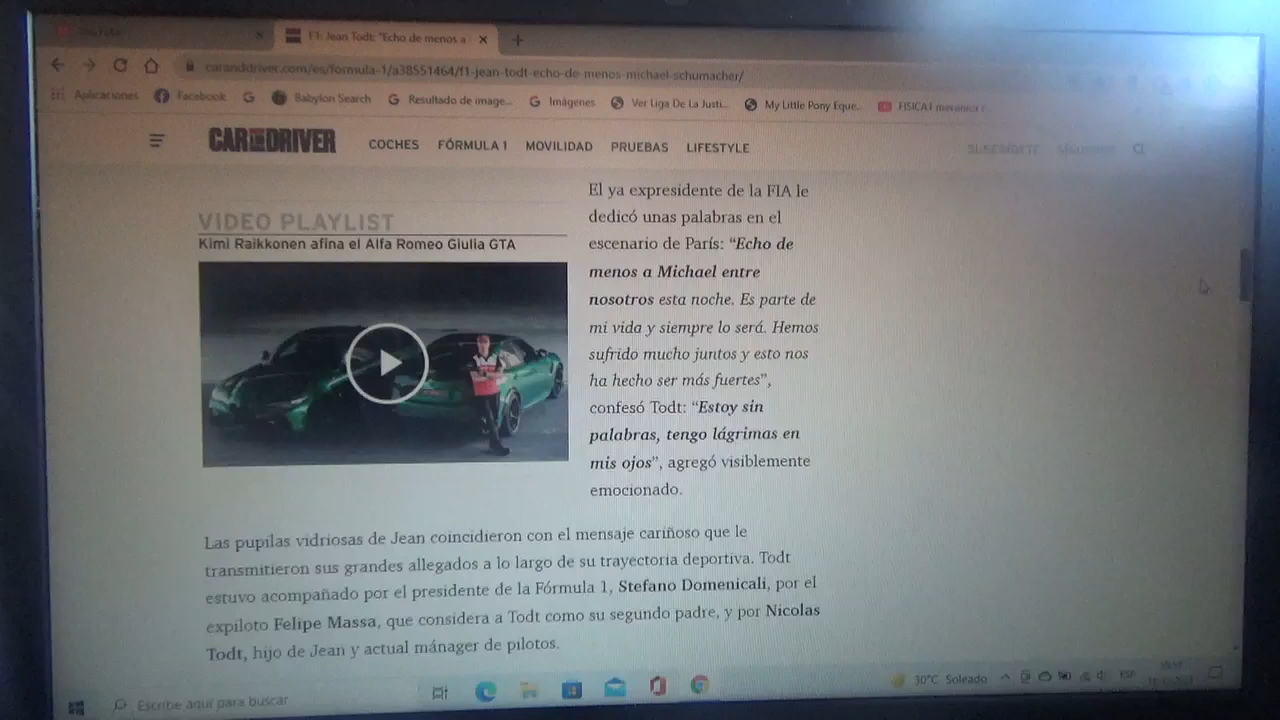 YouTube
F1: Jean Todt: "Echo de menos a
caranddriver.com/es/formula-1/a38551464/f1-jean-todt-echo-de-menos-michael-schumacher/
Aplicaciones Facebook Babylon Search Resultado de image... Imágenes Ver Liga De La Justi... My Little Pony Eque... FISICA I mecanica
CAR AND DRIVER COCHES FÓRMULA 1 MOVILIDAD PRUEBAS LIFESTYLE SUSCRÍBETE
VIDEO PLAYLIST
Kimi Raikkonen afina el Alfa Romeo Giulia GTA
El ya expresidente de la FIA le
dedicó unas palabras en el
escenario de París: “Echo de
menos a Michael entre
nosotros esta noche. Es parte de
mi vida y siempre lo será. Hemos
sufrido mucho juntos y esto nos
ha hecho ser más fuertes”,
confesó Todt: “Estoy sin
palabras, tengo lágrimas en
mis ojos”, agregó visiblemente
emocionado.
Las pupilas vidriosas de Jean coincidieron con el mensaje cariñoso que le
transmitieron sus grandes allegados a lo largo de su trayectoria deportiva. Todt
estuvo acompañado por el presidente de la Fórmula 1, Stefano Domenicali, por el
expiloto Felipe Massa, que considera a Todt como su segundo padre, y por Nicolas
Todt, hijo de Jean y actual mánager de pilotos.
Escribe aquí para buscar 30°C Soleado ESP